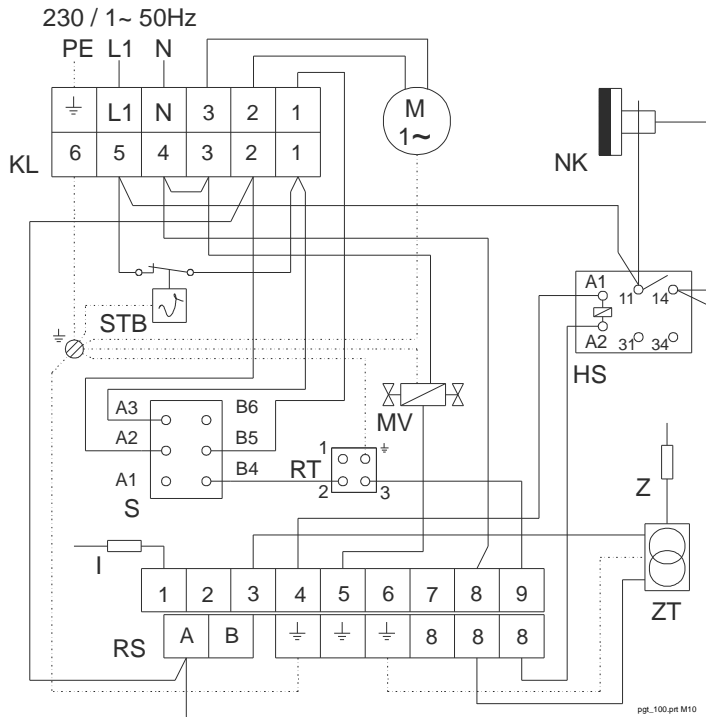 230 / 1~ 50Hz
PE L1 N
L1 N 3 2 1
KL 6 5 4 3 2 1
M
1~
NK
STB
A1 11 14
A2 31 34
HS
A3 B6
A2 B5
A1 B4
S
RT 1
2 3
MV
Z
ZT
I
1 2 3 4 5 6 7 8 9
RS A B 8 8 8
pgt_100.prt M10